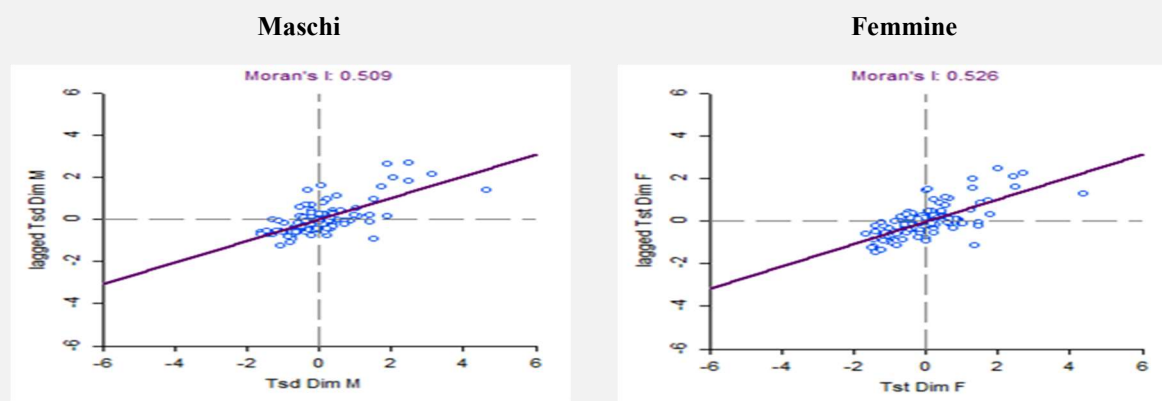 Maschi
Moran's I: 0.509
6
4
2
0
-2
-4
-6
lagged Tsd Dim M
-6 -4 -2 0 2 4 6
Tsd Dim M
Femmine
Moran's I: 0.526
6
4
2
0
-2
-4
-6
lagged Tst Dim F
-6 -4 -2 0 2 4 6
Tst Dim F